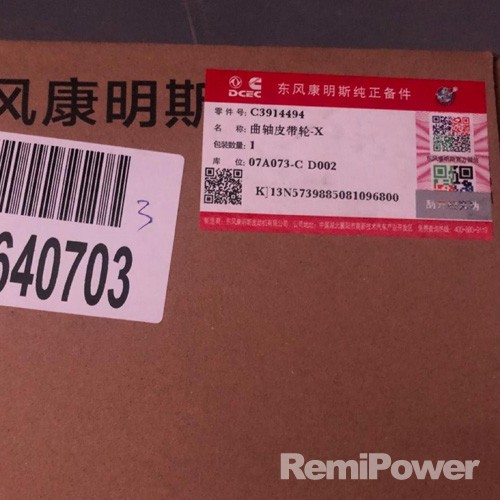 风康明斯
DCEC
东风康明斯纯正备件
零件号: C3914494
名 称: 曲轴皮带轮-X
包装数量: 1
库 位: 07A073-C D002
K]13N5739885081096800
640703
3
RemiPower